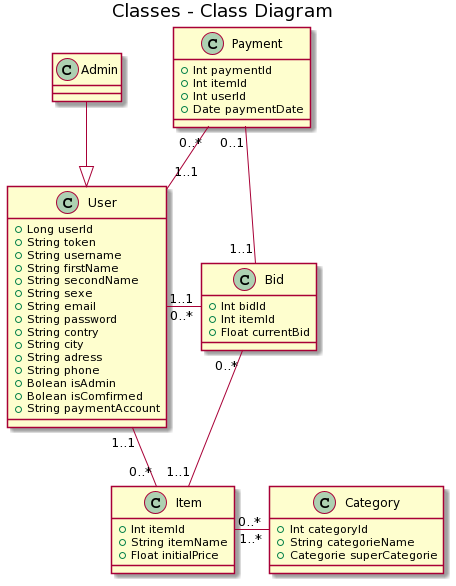 Classes - Class Diagram
C Payment
Int paymentId
Int itemId
Int userId
Date paymentDate
C Admin
0..*
0..1
1..1
C User
Long userId
String token
String username
String firstName
String secondName
String sexe
String email
String password
String contry
String city
String adress
String phone
Bolean isAdmin
Bolean isComfirmed
String paymentAccount
1..1
C Bid
Int bidId
Int itemId
Float currentBid
1..1
0..*
0..*
1..1
0..*
1..1
C Item
Int itemId
String itemName
Float initialPrice
0..*
1..*
C Category
Int categoryId
String categorieName
Categorie superCategorie